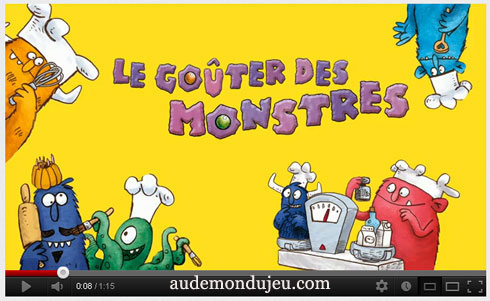 LE GOÛTER DES
MONSTRES
0:08 / 1:15
audemondujeu.com